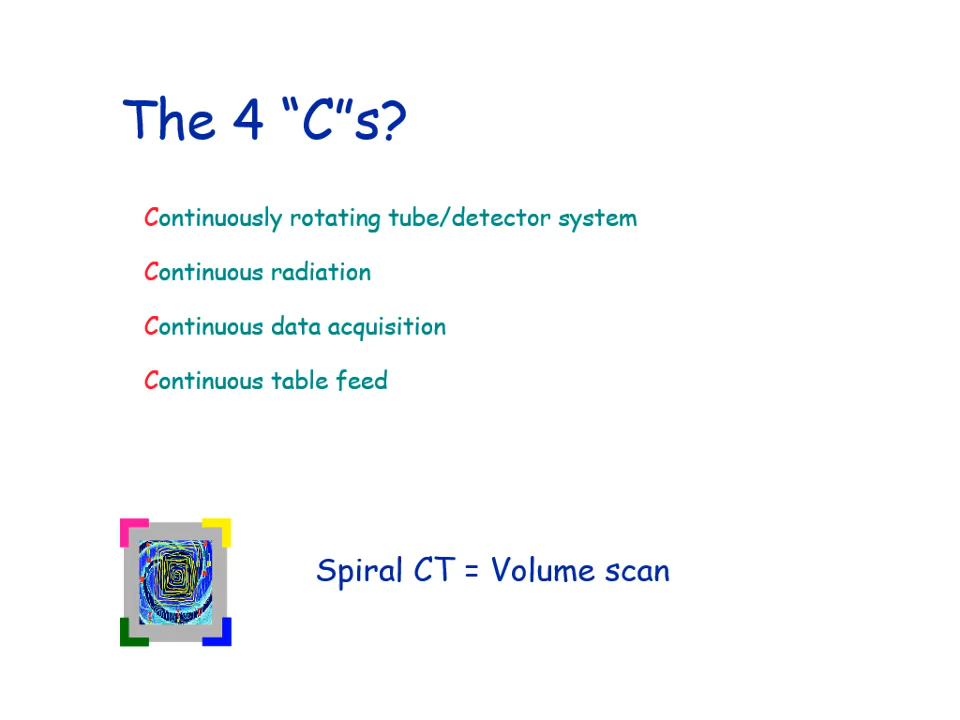 The 4 “C”s?
Continuously rotating tube/detector system
Continuous radiation
Continuous data acquisition
Continuous table feed
Spiral CT = Volume scan